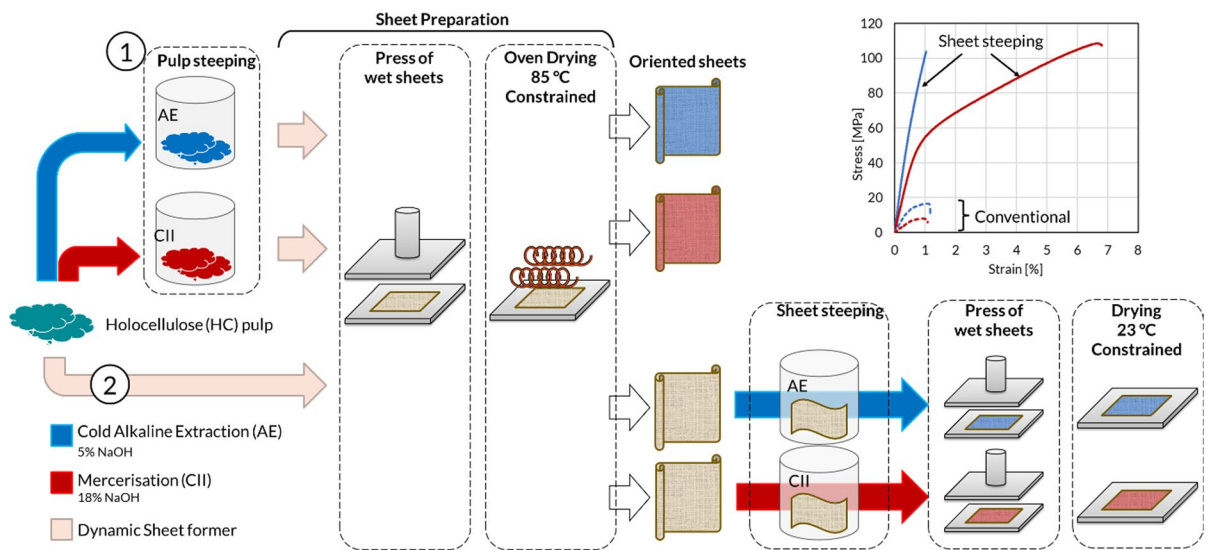 Sheet Preparation
1
Pulp steeping
AE
CII
Press of
wet sheets
Oven Drying
85 °C
Constrained
Oriented sheets
Holocellulose (HC) pulp
2
Cold Alkaline Extraction (AE)
5% NaOH
Mercerisation (CII)
18% NaOH
Dynamic Sheet former
Stress [MPa]
120
100
80
60
40
20
0
Sheet steeping
Conventional
0 1 2 3 4 5 6 7 8
Strain [%]
Sheet steeping
AE
CII
Press of
wet sheets
Drying
23 °C
Constrained